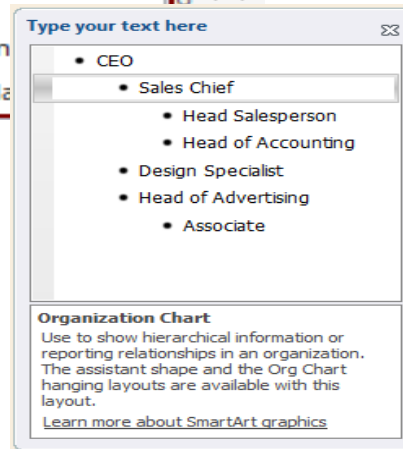 Type your text here
• CEO
• Sales Chief
• Head Salesperson
• Head of Accounting
• Design Specialist
• Head of Advertising
• Associate
Organization Chart
Use to show hierarchical information or
reporting relationships in an organization.
The assistant shape and the Org Chart
hanging layouts are available with this
layout.
Learn more about SmartArt graphics